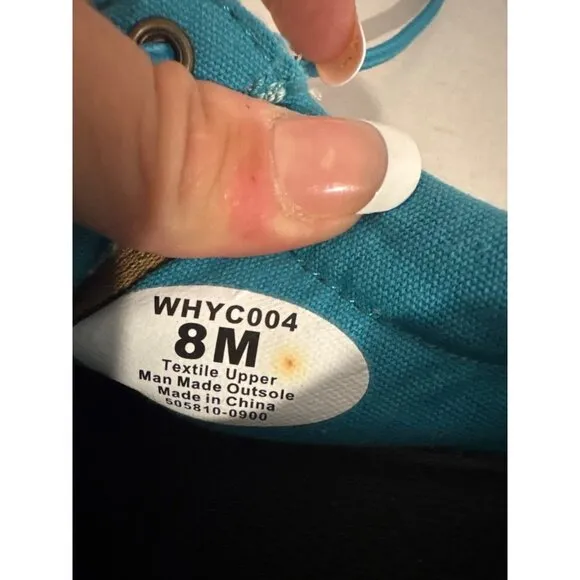 WHYC004
8M
Textile Upper
Man Made Outsole
Made in China
505810-0900